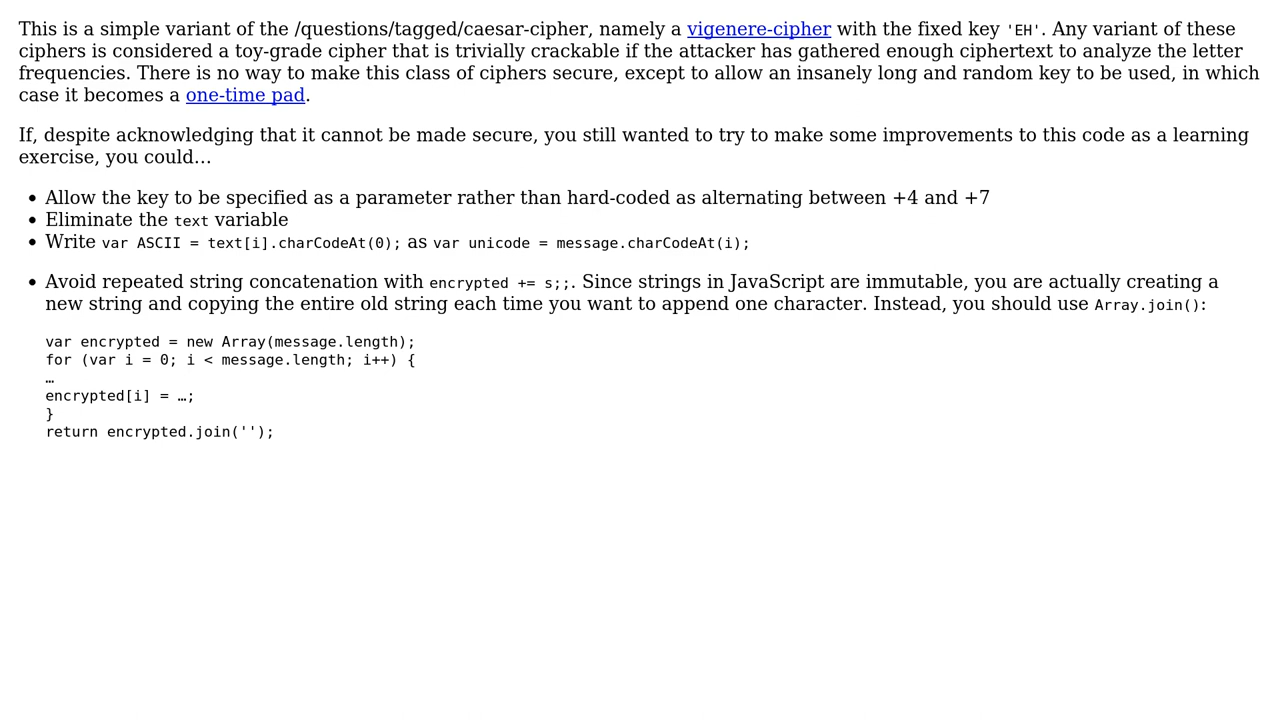 This is a simple variant of the /questions/tagged/caesar-cipher, namely a vigenere-cipher with the fixed key 'EH'. Any variant of these
ciphers is considered a toy-grade cipher that is trivially crackable if the attacker has gathered enough ciphertext to analyze the letter
frequencies. There is no way to make this class of ciphers secure, except to allow an insanely long and random key to be used, in which
case it becomes a one-time pad.
If, despite acknowledging that it cannot be made secure, you still wanted to try to make some improvements to this code as a learning
exercise, you could…
• Allow the key to be specified as a parameter rather than hard-coded as alternating between +4 and +7
• Eliminate the text variable
• Write var ASCII = text[i].charCodeAt(0); as var unicode = message.charCodeAt(i);
• Avoid repeated string concatenation with encrypted += s;;. Since strings in JavaScript are immutable, you are actually creating a
new string and copying the entire old string each time you want to append one character. Instead, you should use Array.join():
var encrypted = new Array(message.length);
for (var i = 0; i < message.length; i++) {
…
encrypted[i] = …;
}
return encrypted.join('');